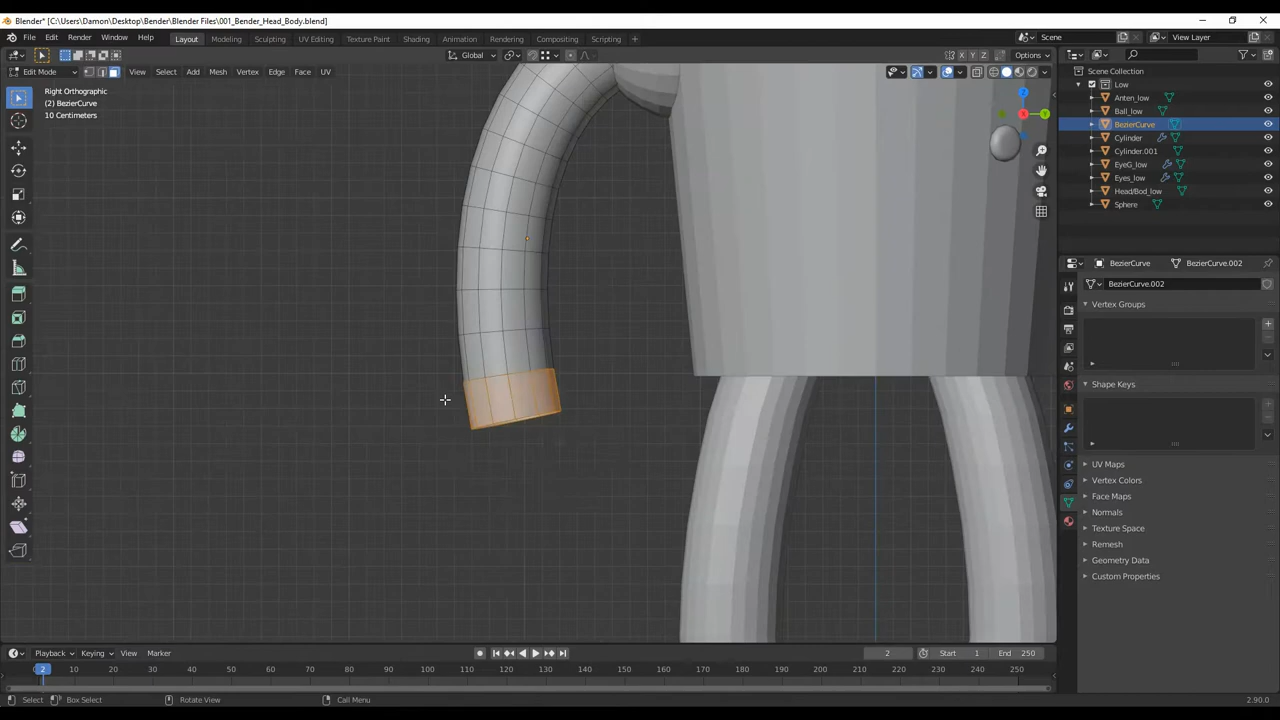 Blender* [C:\Users\Damon\Desktop\Bender\Blender Files\001_Bender_Head_Body.blend]
File Edit Render Window Help Layout Modeling Sculpting UV Editing Texture Paint Shading Animation Rendering Compositing Scripting + Scene View Layer
Global X Y Z Options
Edit Mode View Select Add Mesh Vertex Edge Face UV
Right Orthographic
(2) BezierCurve
10 Centimeters
Z
X
Y
Scene Collection
Low
Anten_low
Ball_low
BezierCurve
Cylinder
Cylinder.001
EyeG_low
Eyes_low
Head/Bod_low
Sphere
BezierCurve BezierCurve.002
BezierCurve.002
Vertex Groups
Shape Keys
UV Maps
Vertex Colors
Face Maps
Normals
Texture Space
Remesh
Geometry Data
Custom Properties
Playback Keying View Marker 2 Start 1 End 250
2 10 20 30 40 50 60 70 80 90 100 110 120 130 140 150 160 170 180 190 200 210 220 230 240 250
Select Box Select Rotate View Call Menu 2.90.0